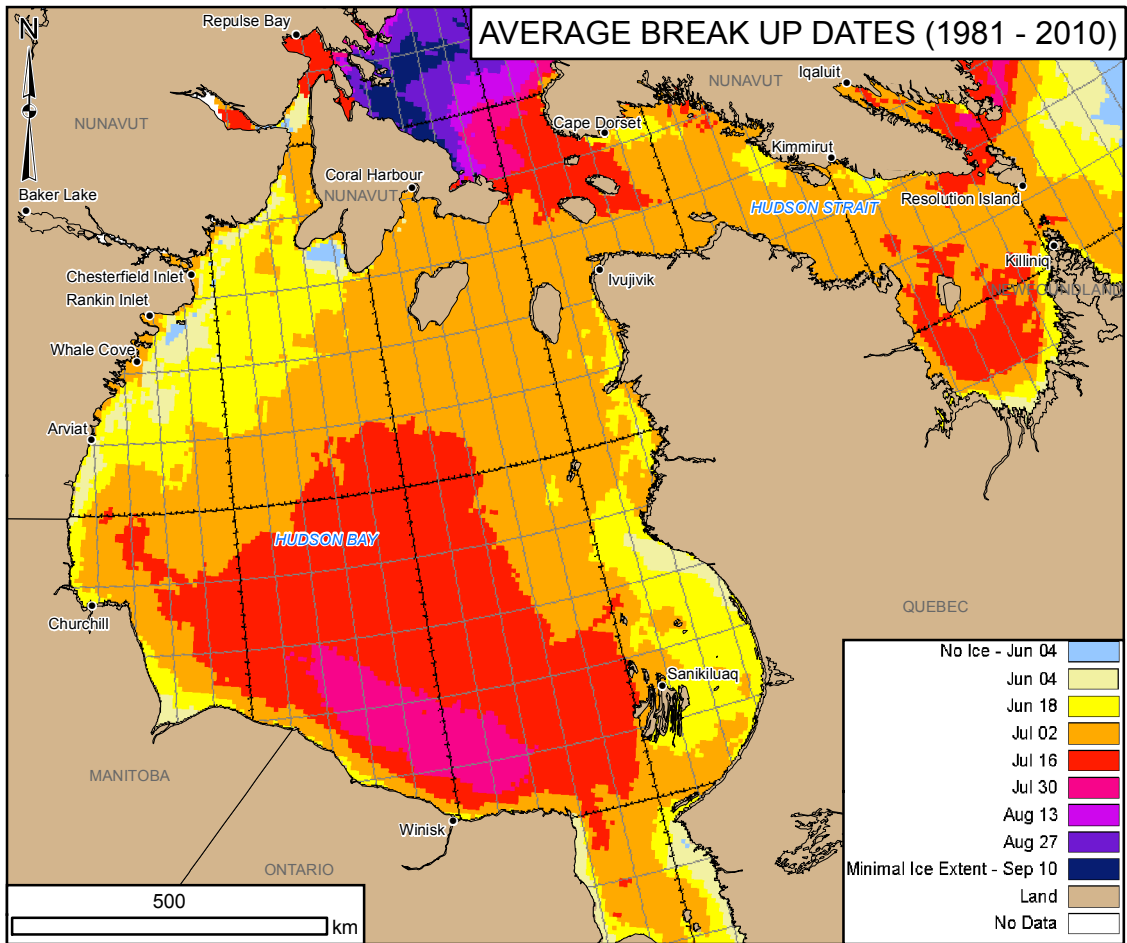 AVERAGE BREAK UP DATES (1981 - 2010)
N
Repulse Bay
NUNAVUT
Iqaluit
NUNAVUT
Cape Dorset
Kimmirut
Coral Harbour
NUNAVUT
Baker Lake
Resolution Island
HUDSON STRAIT
Killiniq
Chesterfield Inlet
Ivujivik
NEWFOUNDLAND
Rankin Inlet
Whale Cove
Arviat
HUDSON BAY
Churchill
QUEBEC
Sanikiluaq
MANITOBA
Winisk
ONTARIO
No Ice - Jun 04
Jun 04
Jun 18
Jul 02
Jul 16
Jul 30
Aug 13
Aug 27
Minimal Ice Extent - Sep 10
Land
No Data
500
km